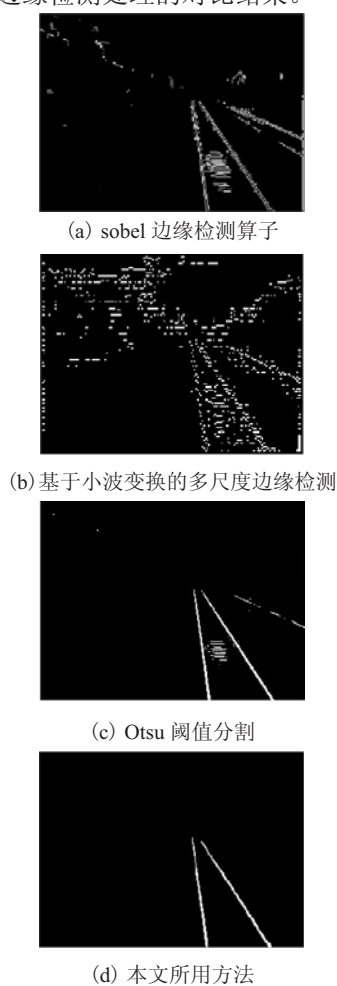 边缘检测处理的对比结果。
(a) sobel 边缘检测算子
(b) 基于小波变换的多尺度边缘检测
(c) Otsu 阈值分割
(d) 本文所用方法